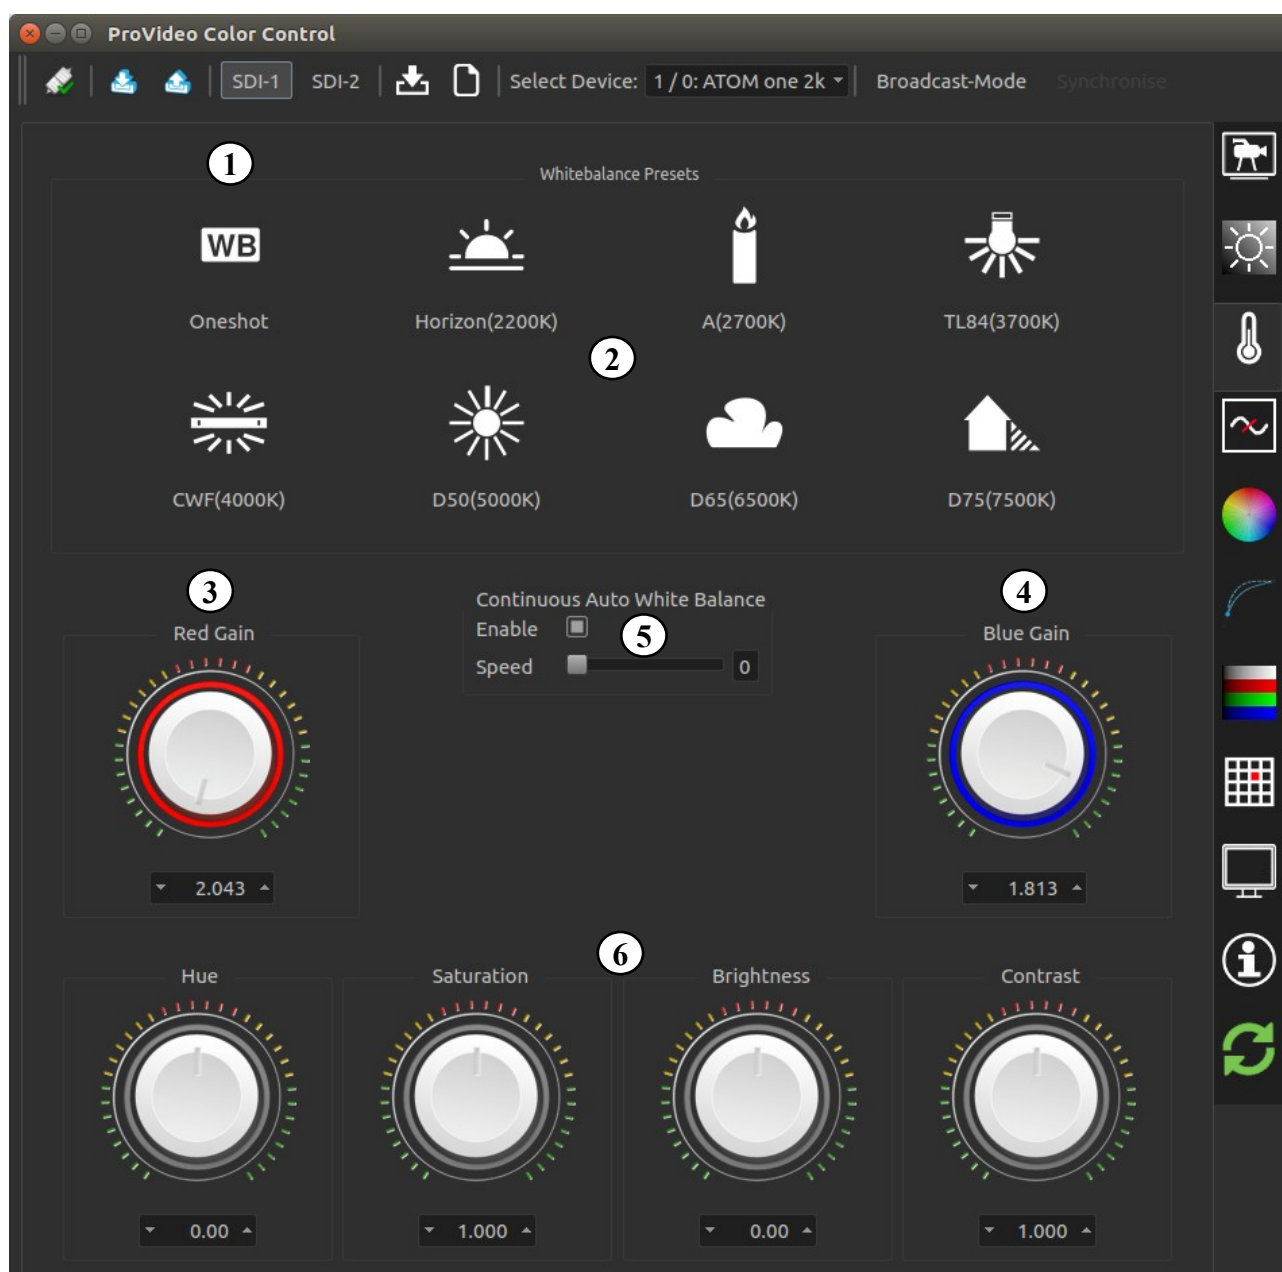 ProVideo Color Control
SDI-1 SDI-2 Select Device: 1 / 0: ATOM one 2k Broadcast-Mode Synchronise
1
Whitebalance Presets
WB
Oneshot Horizon(2200K) A(2700K) TL84(3700K)
2
CWF(4000K) D50(5000K) D65(6500K) D75(7500K)
3 4
Continuous Auto White Balance
Enable 5
Speed 0
Red Gain Blue Gain
2.043 1.813
6
Hue Saturation Brightness Contrast
0.00 1.000 0.00 1.000